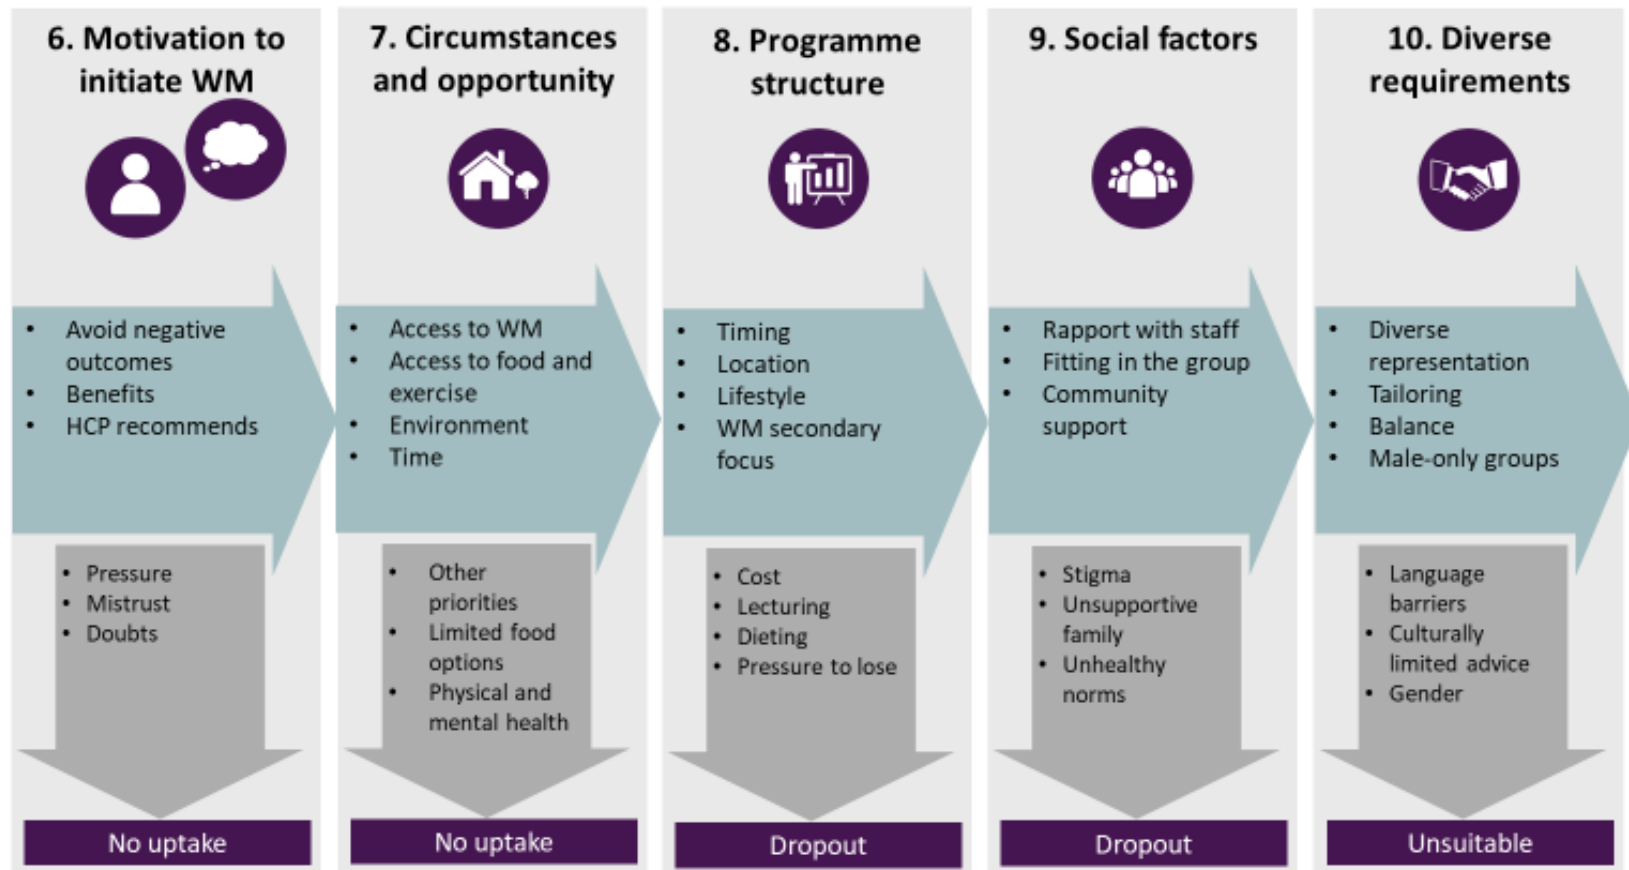 6. Motivation to
initiate WM
• Avoid negative
outcomes
• Benefits
• HCP recommends
• Pressure
• Mistrust
• Doubts
No uptake
7. Circumstances
and opportunity
• Access to WM
• Access to food and
exercise
• Environment
• Time
• Other
priorities
• Limited food
options
• Physical and
mental health
No uptake
8. Programme
structure
• Timing
• Location
• Lifestyle
• WM secondary
focus
• Cost
• Lecturing
• Dieting
• Pressure to lose
Dropout
9. Social factors
• Rapport with staff
• Fitting in the group
• Community
support
• Stigma
• Unsupportive
family
• Unhealthy
norms
Dropout
10. Diverse
requirements
• Diverse
representation
• Tailoring
• Balance
• Male-only groups
• Language
barriers
• Culturally
limited advice
• Gender
Unsuitable